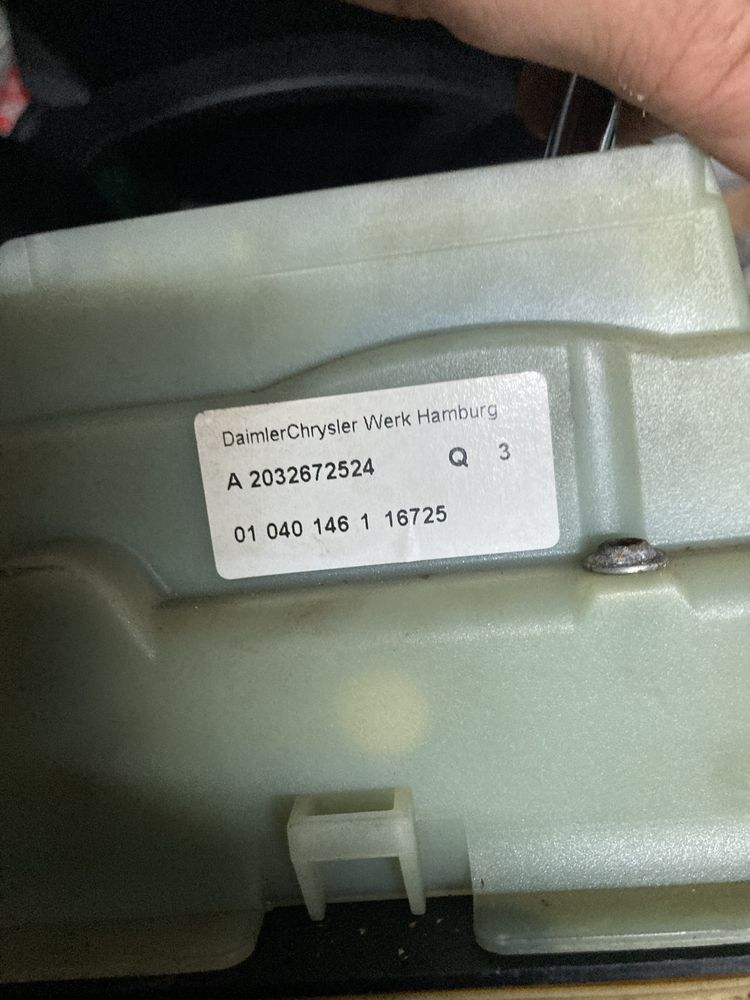 DaimlerChrysler Werk Hamburg
A 2032672524 Q 3
01 040 146 1 16725